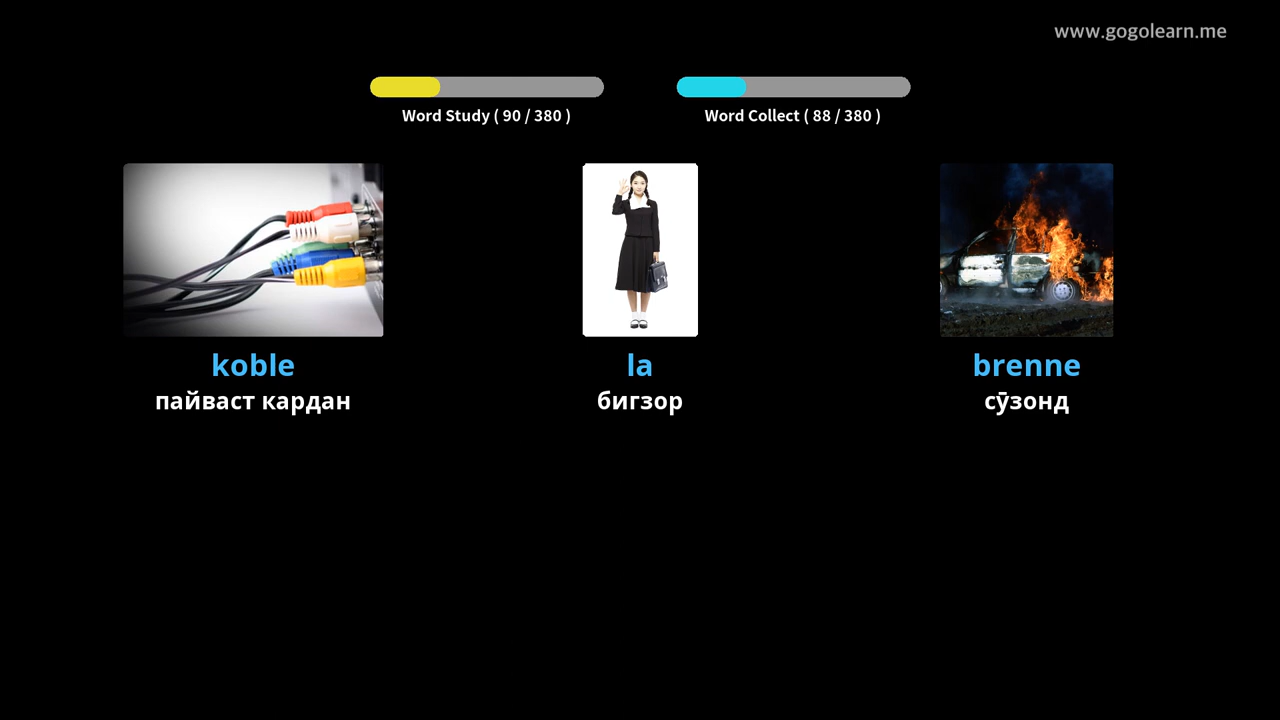 www.gogolearn.me
Word Study ( 90 / 380 )
Word Collect ( 88 / 380 )
koble
пайваст кардан
la
бигзор
brenne
сӯзонд